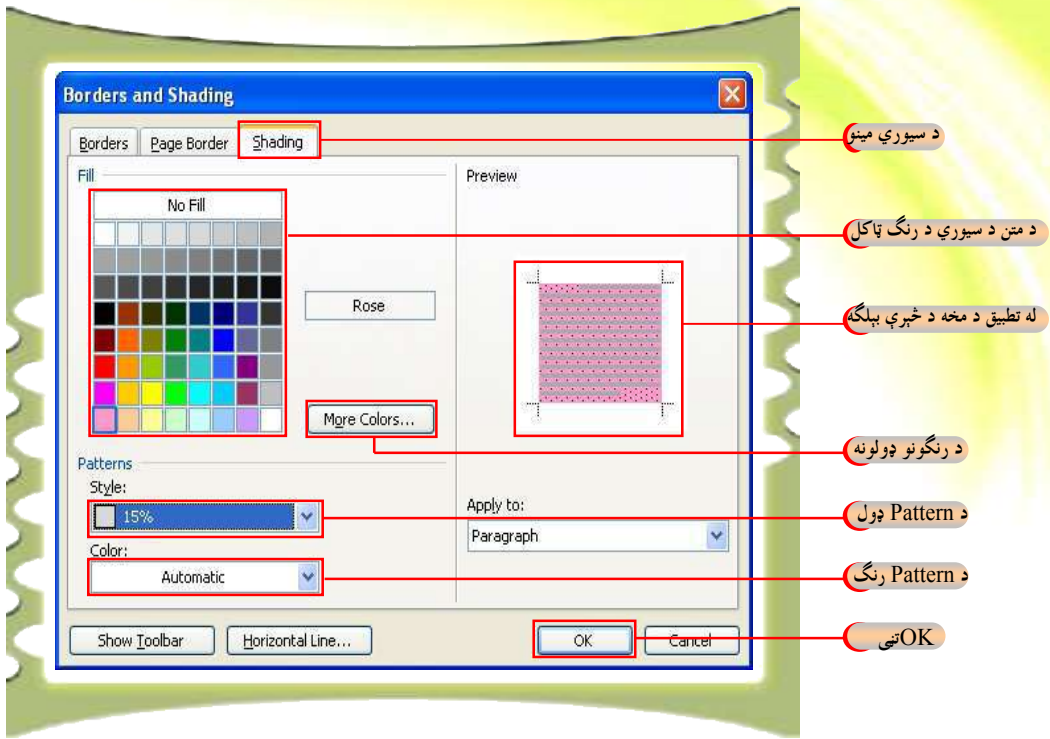 Borders and Shading
Borders
Page Border
Shading
د سيوري مينو
Fill
Preview
No Fill
د متن د سيوري د رنګ ټاکل
Rose
له تطبيق د مخه د څېرې بېلګه
More Colors...
د رنګونو ډولونه
Patterns
Style:
15%
Apply to:
د Pattern ډول
Paragraph
Color:
Automatic
د Pattern رنګ
Show Toolbar
Horizontal Line...
OK
Cancel
OKتڼۍ